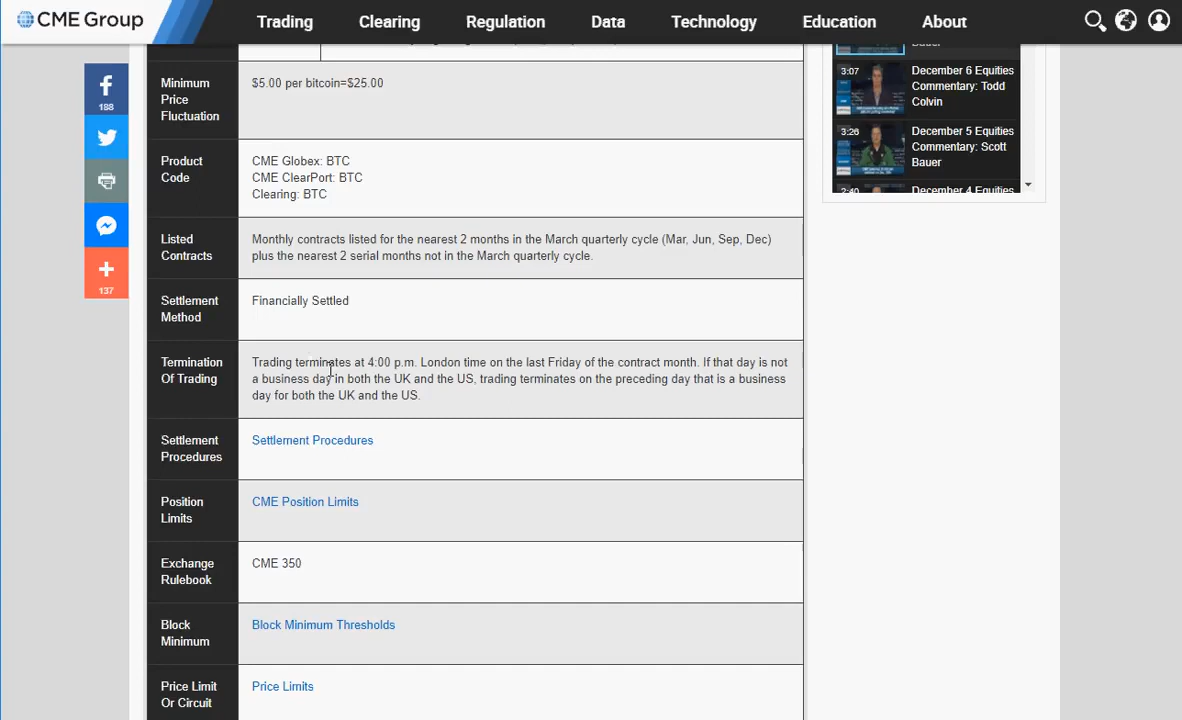 CME Group
Trading
Clearing
Regulation
Data
Technology
Education
About
188
137
Minimum
Price
Fluctuation
$5.00 per bitcoin=$25.00
Product
Code
CME Globex: BTC
CME ClearPort: BTC
Clearing: BTC
Listed
Contracts
Monthly contracts listed for the nearest 2 months in the March quarterly cycle (Mar, Jun, Sep, Dec)
plus the nearest 2 serial months not in the March quarterly cycle.
Settlement
Method
Financially Settled
Termination
Of Trading
Trading terminates at 4:00 p.m. London time on the last Friday of the contract month. If that day is not
a business day in both the UK and the US, trading terminates on the preceding day that is a business
day for both the UK and the US.
Settlement
Procedures
Settlement Procedures
Position
Limits
CME Position Limits
Exchange
Rulebook
CME 350
Block
Minimum
Block Minimum Thresholds
Price Limit
Or Circuit
Price Limits
3:07
December 6 Equities
Commentary: Todd
Colvin
3:26
December 5 Equities
Commentary: Scott
Bauer
2:40
December 4 Equities